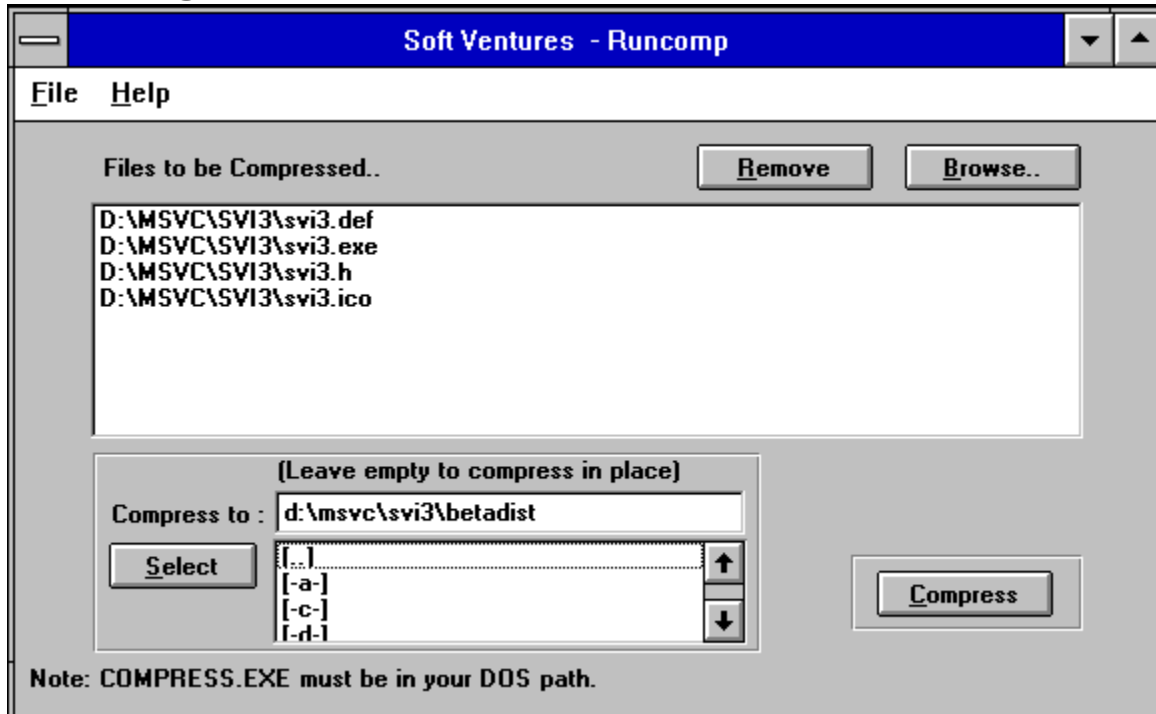 Soft Ventures - Runcomp
File Help
Files to be Compressed.. Remove Browse..
D:\MSVC\SVI3\svi3.def
D:\MSVC\SVI3\svi3.exe
D:\MSVC\SVI3\svi3.h
D:\MSVC\SVI3\svi3.ico
(Leave empty to compress in place)
Compress to : d:\msvc\svi3\betadist
Select [..]
[-a-]
[-c-]
[-d-]
Compress
Note: COMPRESS.EXE must be in your DOS path.